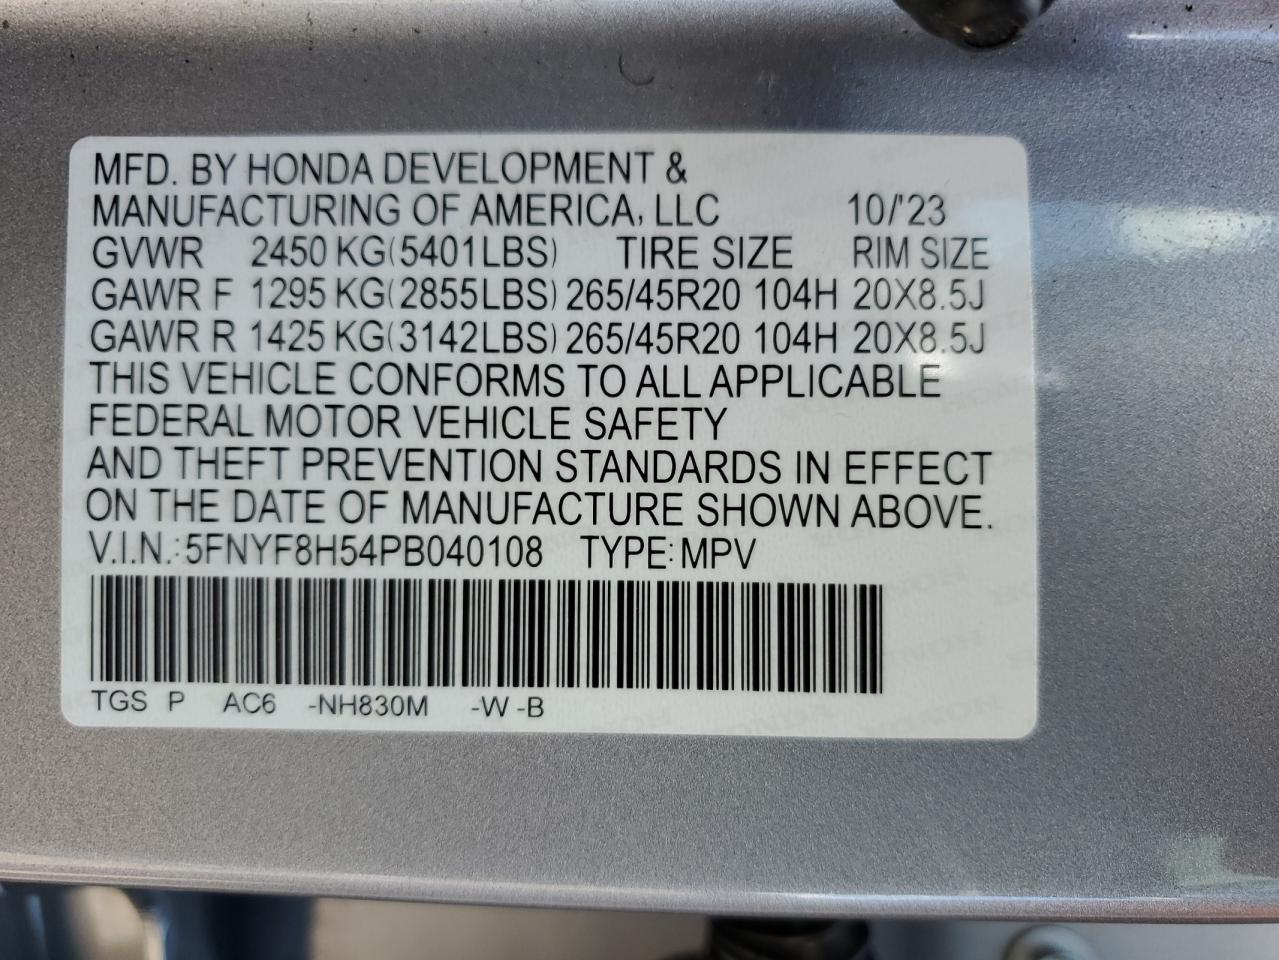 MFD. BY HONDA DEVELOPMENT &
MANUFACTURING OF AMERICA, LLC 10/'23
GVWR 2450 KG(5401LBS) TIRE SIZE RIM SIZE
GAWR F 1295 KG(2855LBS) 265/45R20 104H 20X8.5J
GAWR R 1425 KG(3142LBS) 265/45R20 104H 20X8.5J
THIS VEHICLE CONFORMS TO ALL APPLICABLE
FEDERAL MOTOR VEHICLE SAFETY
AND THEFT PREVENTION STANDARDS IN EFFECT
ON THE DATE OF MANUFACTURE SHOWN ABOVE.
V.I.N.: 5FNYF8H54PB040108 TYPE: MPV
TGS P AC6 -NH830M -W -B